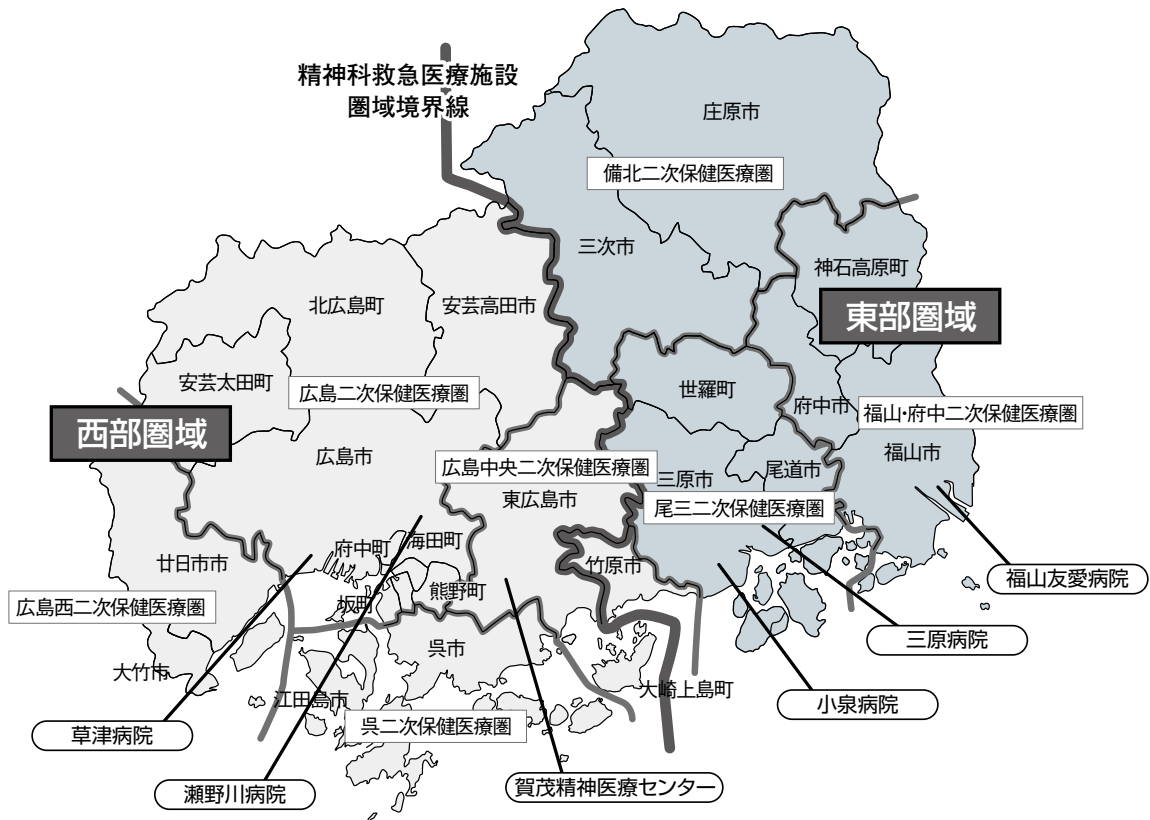 精神科救急医療施設
圏域境界線
庄原市
備北二次保健医療圏
三次市
神石高原町
東部圏域
北広島町
安芸高田市
安芸太田町
広島二次保健医療圏
世羅町
府中市
福山・府中二次保健医療圏
西部圏域
広島市
広島中央二次保健医療圏
三原市
尾道市
福山市
東広島市
尾三二次保健医療圏
府中町
海田町
廿日市市
竹原市
熊野町
坂町
福山友愛病院
広島西二次保健医療圏
三原病院
呉市
大竹市
江田島市
大崎上島町
小泉病院
呉二次保健医療圏
草津病院
瀬野川病院
賀茂精神医療センター